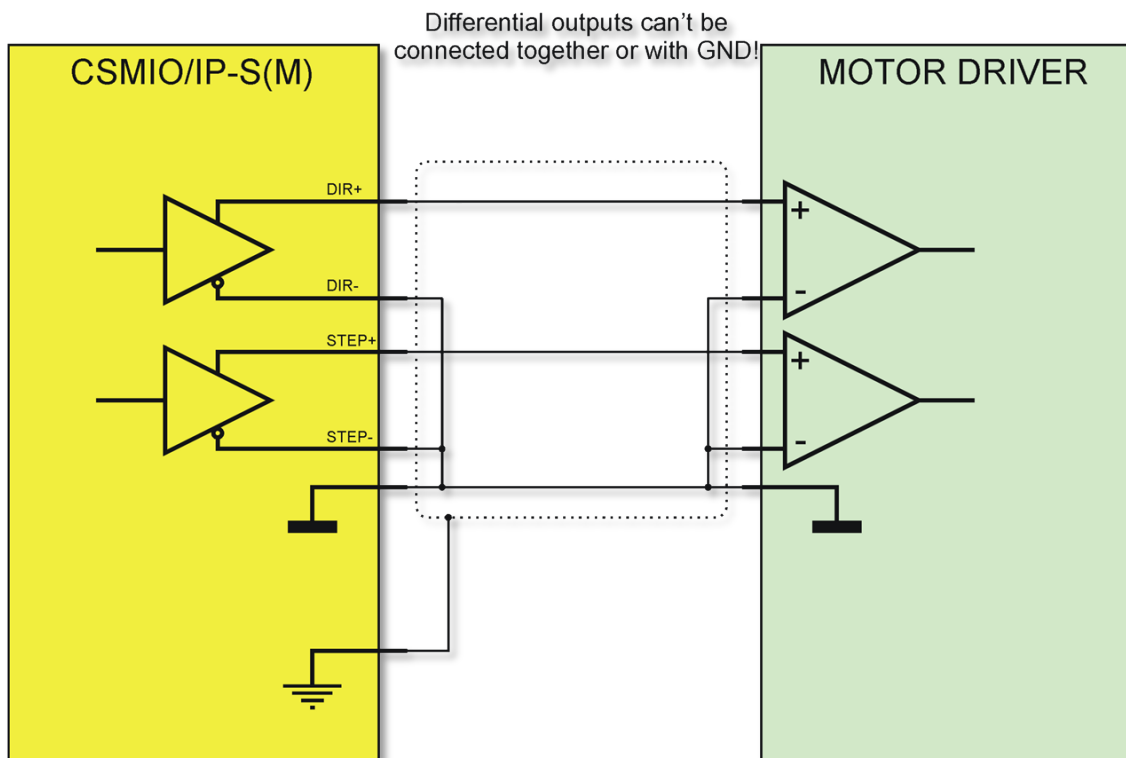 Differential outputs can't be
connected together or with GND!
CSMIO/IP-S(M)
MOTOR DRIVER
DIR+
+
DIR-
-
STEP+
+
STEP-
-